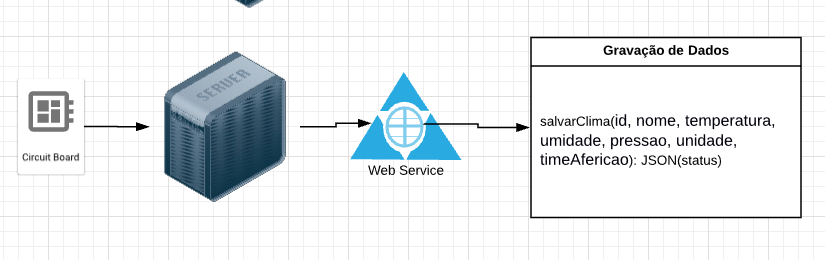 Circuit Board
SERVER
Web Service
Gravação de Dados
salvarClima(id, nome, temperatura,
umidade, pressao, unidade,
timeAfericao): JSON(status)